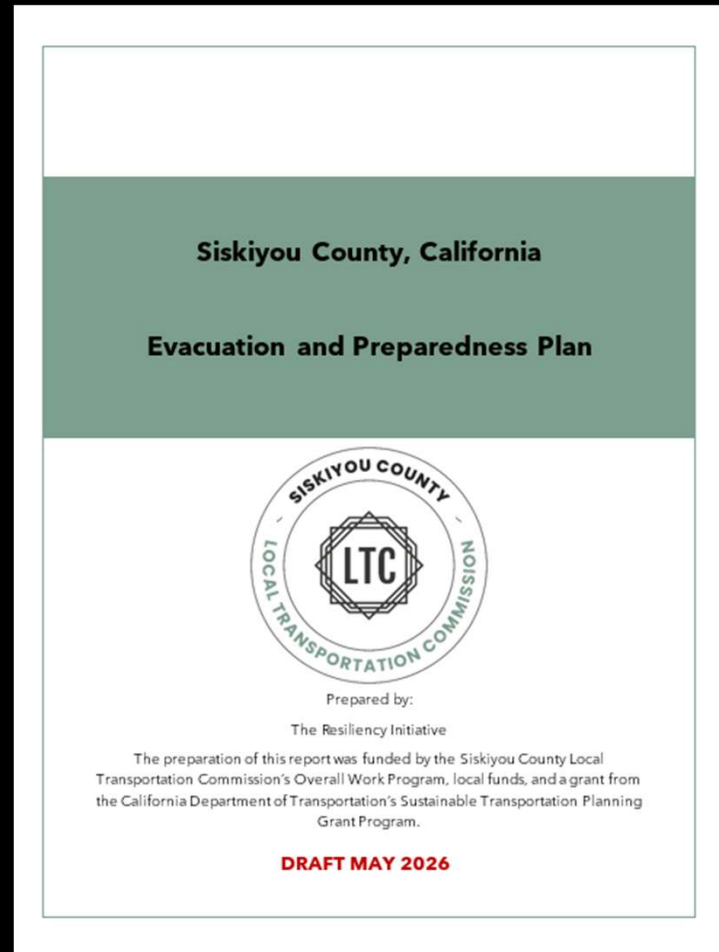 Siskiyou County, California
Evacuation and Preparedness Plan
SISKIYOU COUNTY
LTC
LOCAL TRANSPORTATION COMMISSION
Prepared by:
The Resiliency Initiative
The preparation of this report was funded by the Siskiyou County Local
Transportation Commission's Overall Work Program, local funds, and a grant from
the California Department of Transportation's Sustainable Transportation Planning
Grant Program.
DRAFT MAY 2026